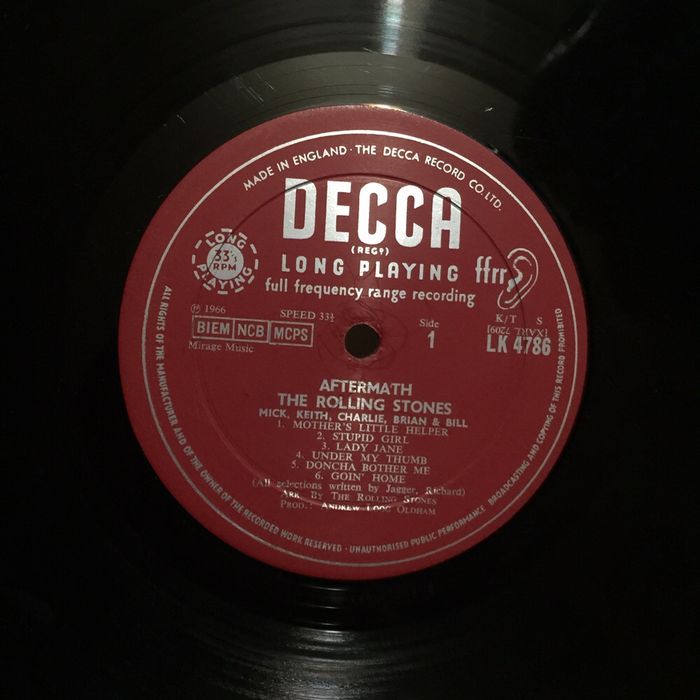 MADE IN ENGLAND · THE DECCA RECORD CO. LTD.
DECCA
(REGD)
LONG PLAYING
ffrr
full frequency range recording
LONG
33⅓
RPM
PLAYING
℗ 1966
SPEED 33⅓
BIEM NCB MCPS
Mirage Music
Side
1
K/T S
(XARL 7209)
LK 4786
AFTERMATH
THE ROLLING STONES
MICK, KEITH, CHARLIE, BRIAN & BILL
1. MOTHER'S LITTLE HELPER
2. STUPID GIRL
3. LADY JANE
4. UNDER MY THUMB
5. DONCHA BOTHER ME
6. GOIN' HOME
(All selections written by Jagger, Richard)
ARR. BY THE ROLLING STONES
PROD.: ANDREW LOOG OLDHAM
ALL RIGHTS OF THE MANUFACTURER AND OF THE OWNER OF THE RECORDED WORK RESERVED · UNAUTHORISED PUBLIC PERFORMANCE BROADCASTING AND COPYING OF THIS RECORD PROHIBITED